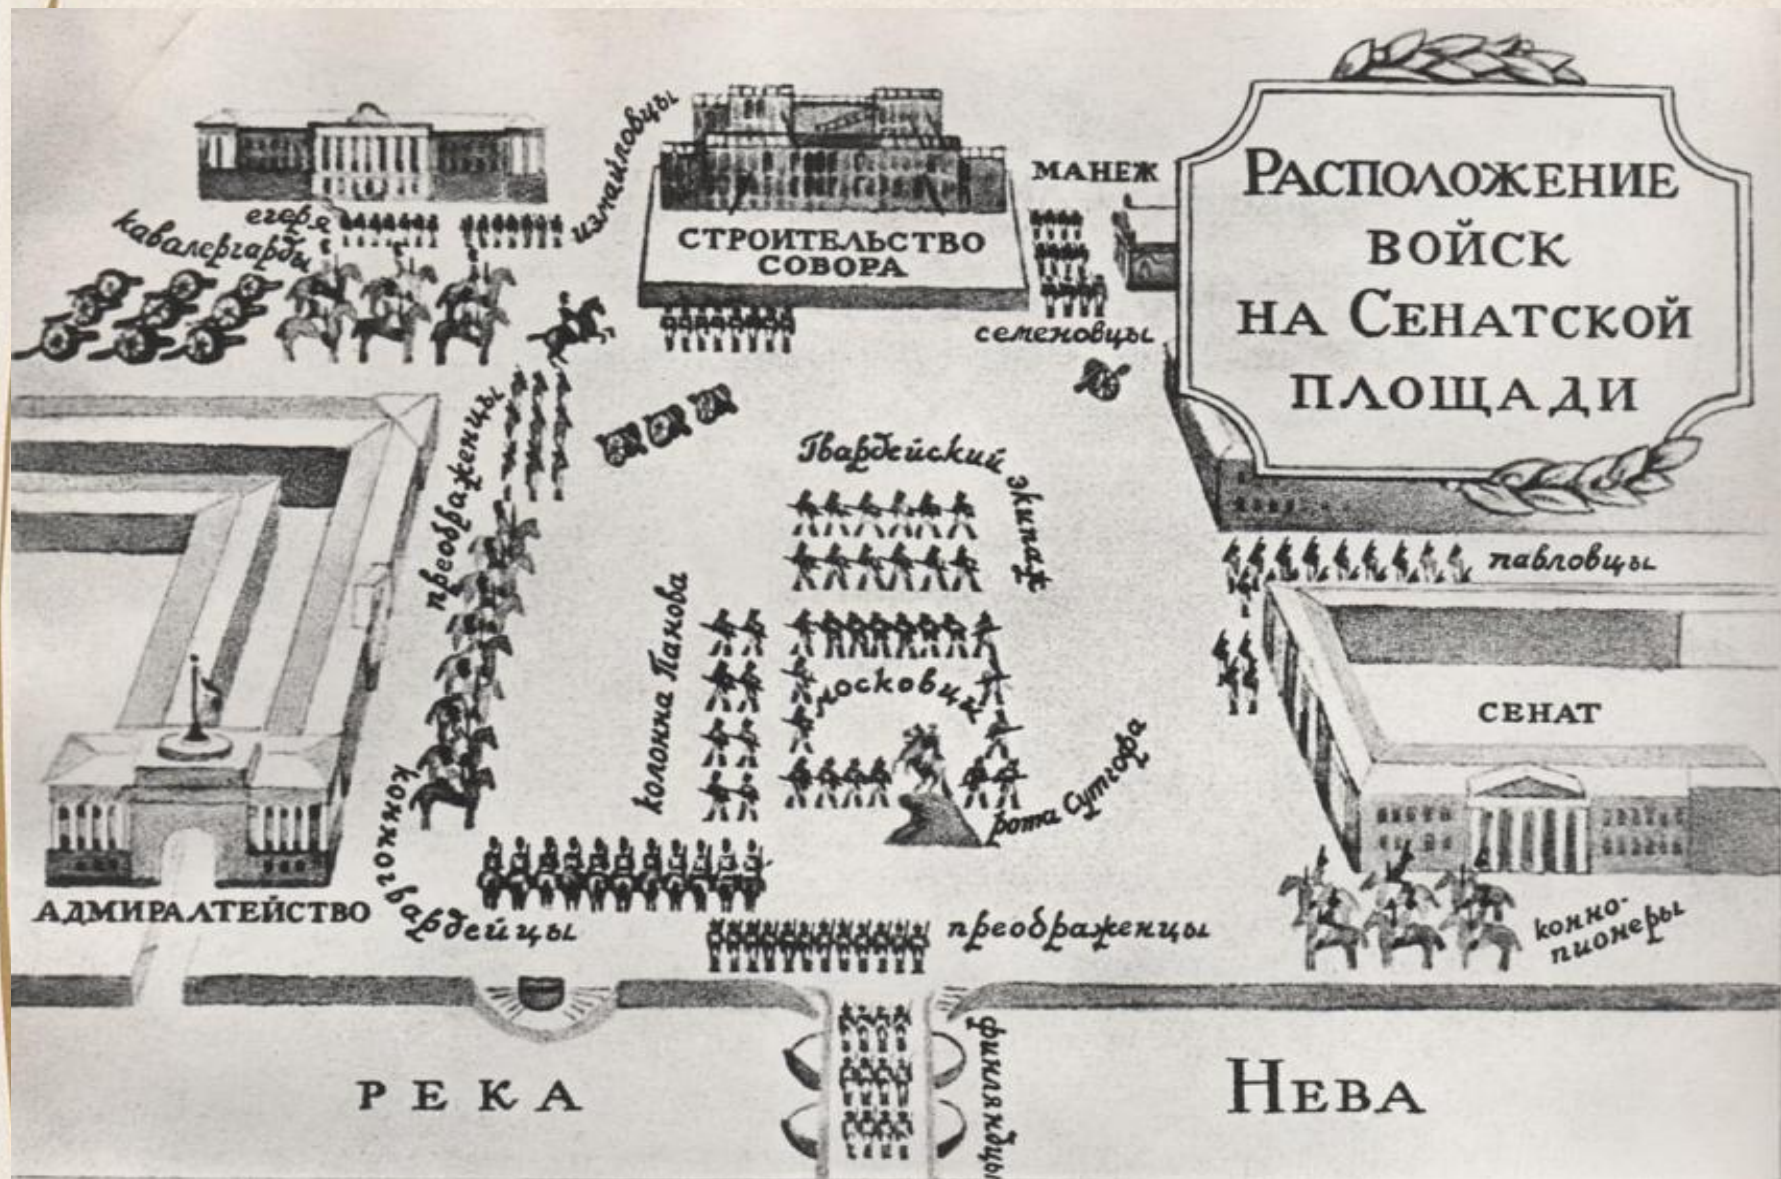 РАСПОЛОЖЕНИЕ
ВОЙСК
НА СЕНАТСКОЙ
ПЛОЩАДИ
измайловцы
МАНЕЖ
егеря
кавалергарды
СТРОИТЕЛЬСТВО
СОБОРА
семеновцы
преображенцы
Гвардейский экипаж
павловцы
колонна Панова
московцы
СЕНАТ
рота Сутгофа
конногвардейцы
АДМИРАЛТЕЙСТВО
преображенцы
конно-
пионеры
финляндцы
РЕКА
НЕВА